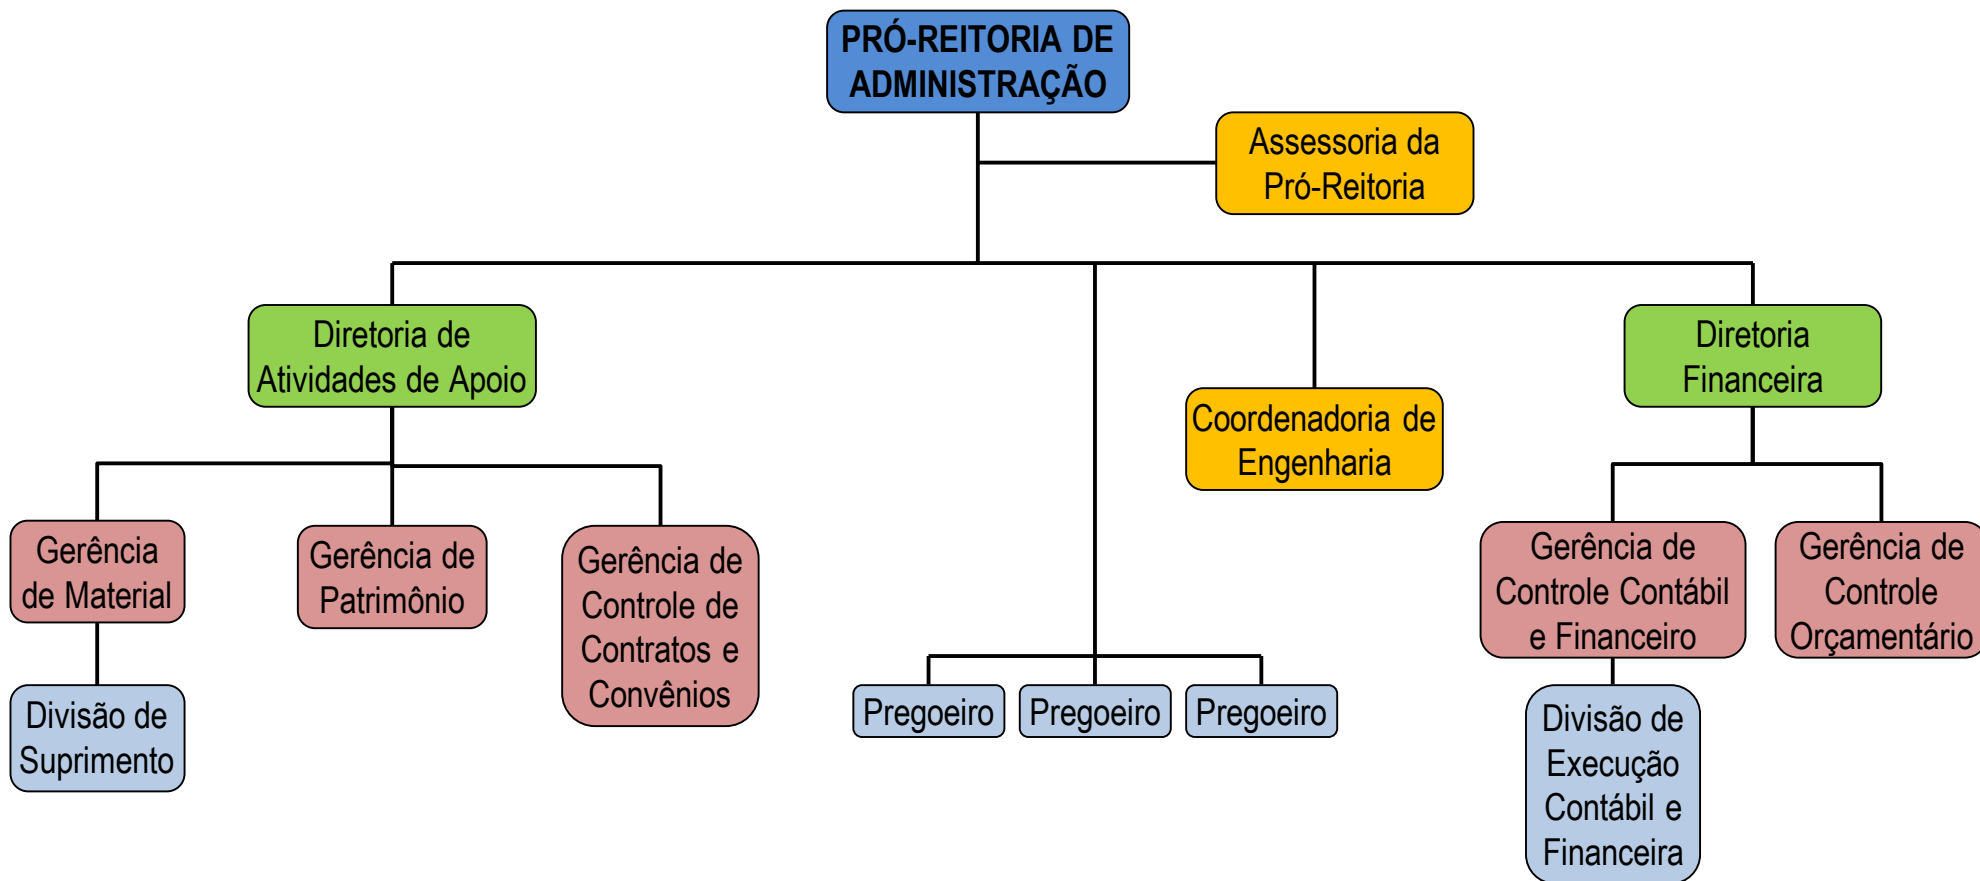 PRÓ-REITORIA DE
ADMINISTRAÇÃO
Assessoria da
Pró-Reitoria
Diretoria de
Atividades de Apoio
Diretoria
Financeira
Coordenadoria de
Engenharia
Gerência
de Material
Gerência de
Patrimônio
Gerência de
Controle de
Contratos e
Convênios
Gerência de
Controle Contábil
e Financeiro
Gerência de
Controle
Orçamentário
Divisão de
Suprimento
Pregoeiro
Pregoeiro
Pregoeiro
Divisão de
Execução
Contábil e
Financeira